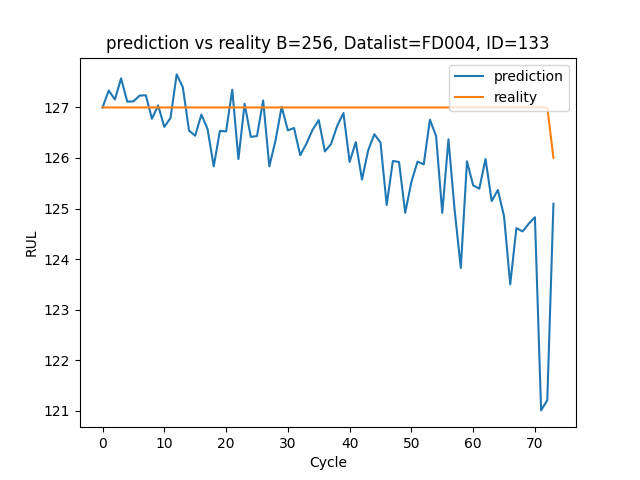 prediction vs reality B=256, Datalist=FD004, ID=133
prediction
reality
127
126
125
124
123
122
121
RUL
0 10 20 30 40 50 60 70
Cycle